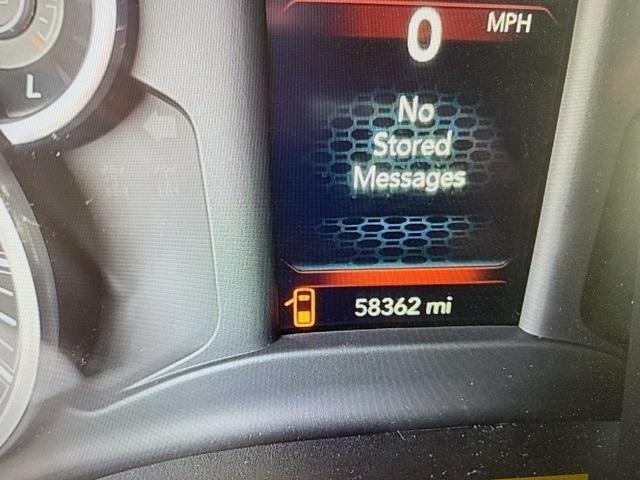 0 MPH
L
No
Stored
Messages
58362 mi